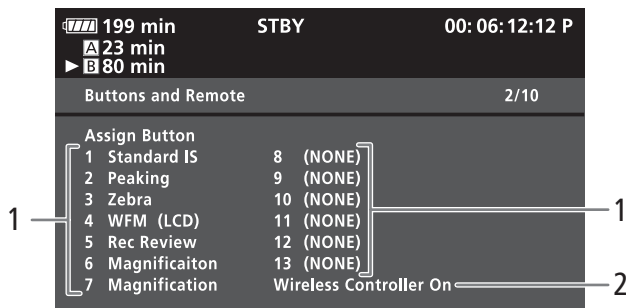 199 min STBY 00:06:12:12 P
A 23 min
B 80 min
Buttons and Remote 2/10
Assign Button
1 Standard IS 8 (NONE)
2 Peaking 9 (NONE)
3 Zebra 10 (NONE)
4 WFM (LCD) 11 (NONE)
5 Rec Review 12 (NONE)
6 Magnificaiton 13 (NONE)
7 Magnification Wireless Controller On
1
1
2